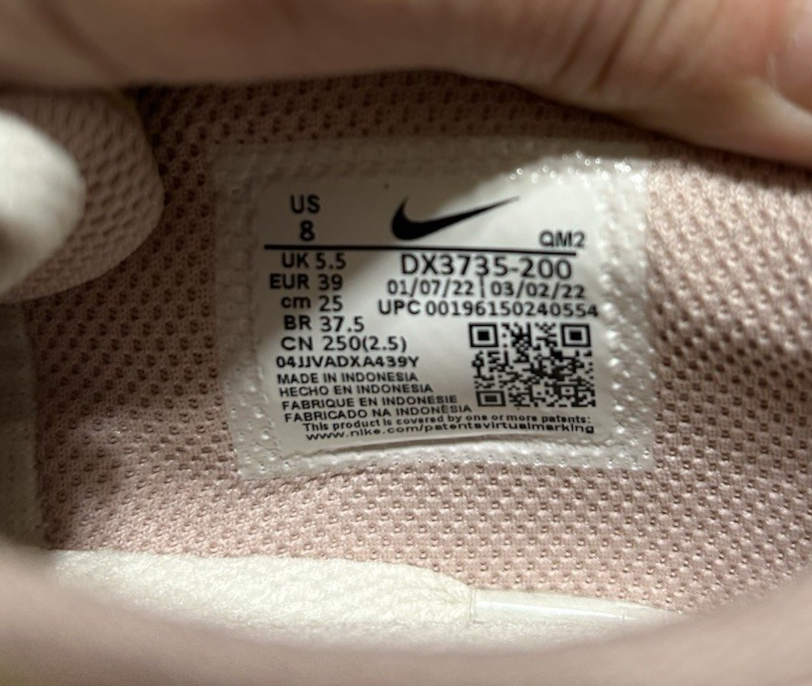 US
8
QM2
UK 5.5
EUR 39
cm 25
BR 37.5
CN 250(2.5)
DX3735-200
01/07/22 03/02/22
UPC 00196150240554
04JJVADXA439Y
MADE IN INDONESIA
HECHO EN INDONESIA
FABRIQUE EN INDONESIE
FABRICADO NA INDONÈSIA
This product is covered by one or more patents:
www.nike.com/patentsvirtualmarking